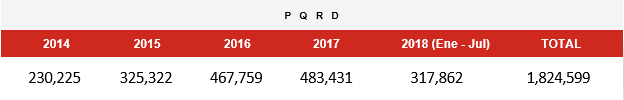 P Q R D
2014 2015 2016 2017 2018 (Ene - Jul) TOTAL
230,225 325,322 467,759 483,431 317,862 1,824,599